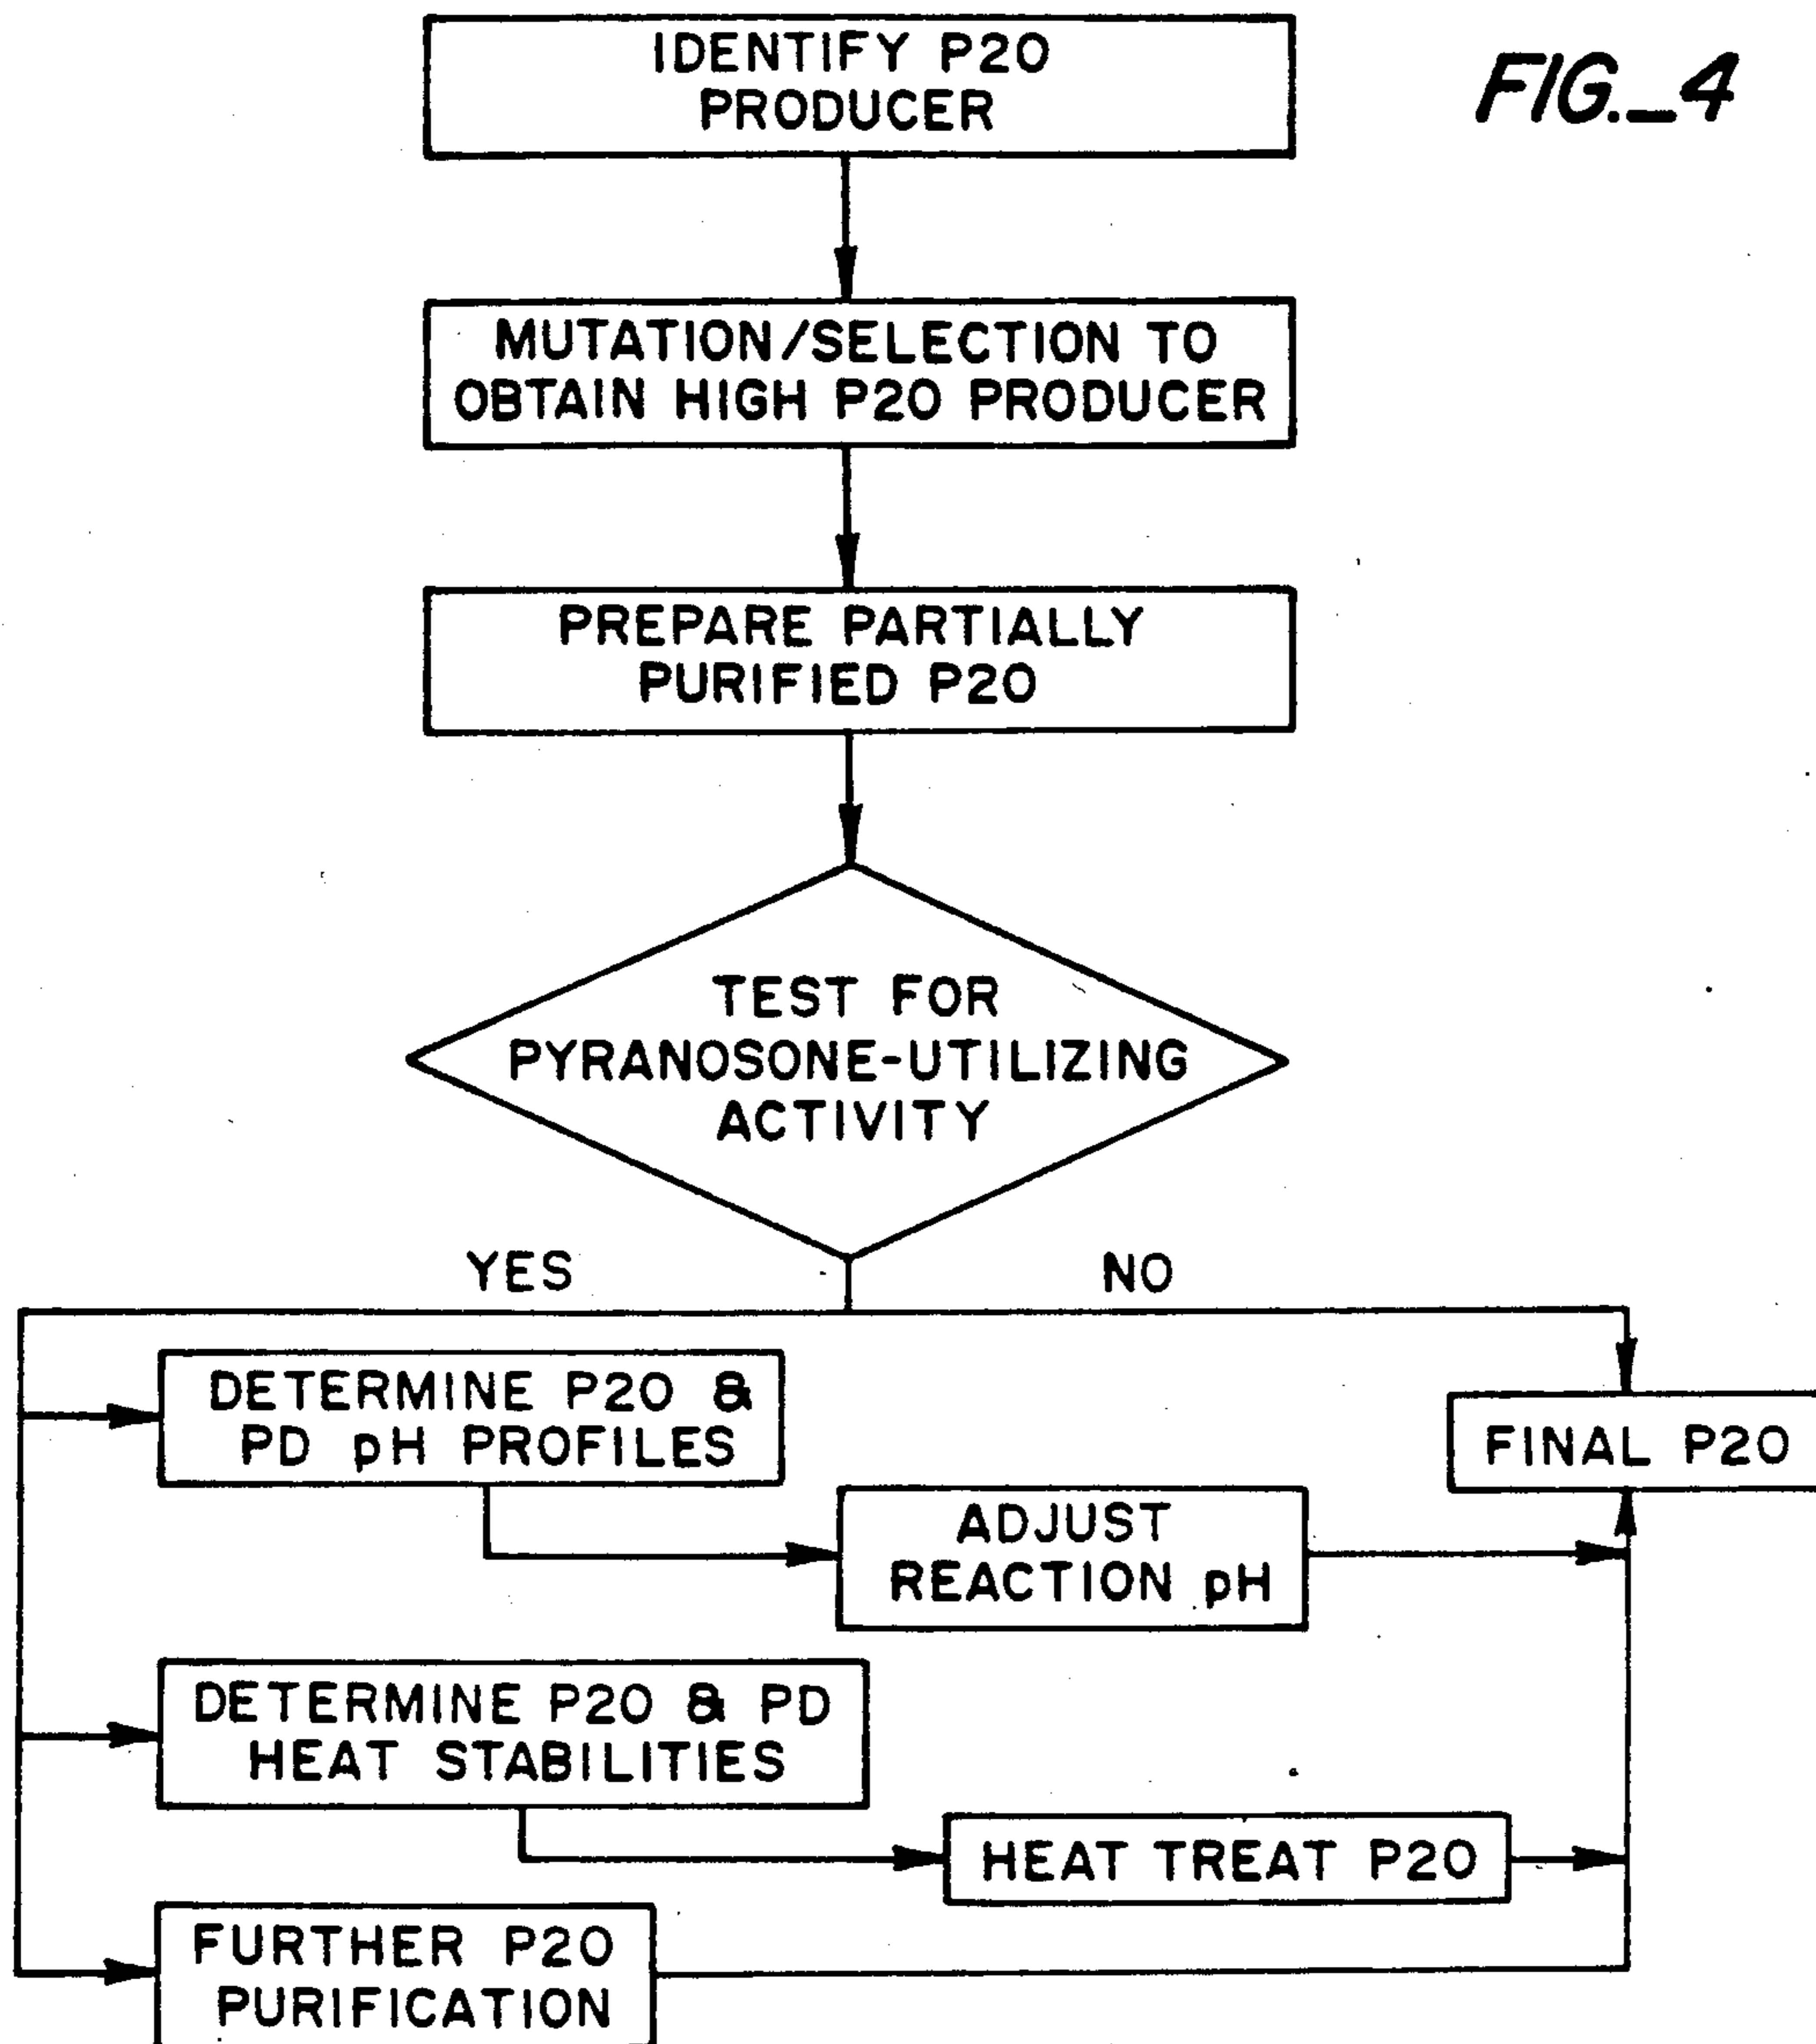 FIG._4
IDENTIFY P2O
PRODUCER
MUTATION/SELECTION TO
OBTAIN HIGH P2O PRODUCER
PREPARE PARTIALLY
PURIFIED P2O
TEST FOR
PYRANOSONE-UTILIZING
ACTIVITY
YES
NO
DETERMINE P2O &
PD pH PROFILES
FINAL P2O
ADJUST
REACTION pH
DETERMINE P2O & PD
HEAT STABILITIES
HEAT TREAT P2O
FURTHER P2O
PURIFICATION